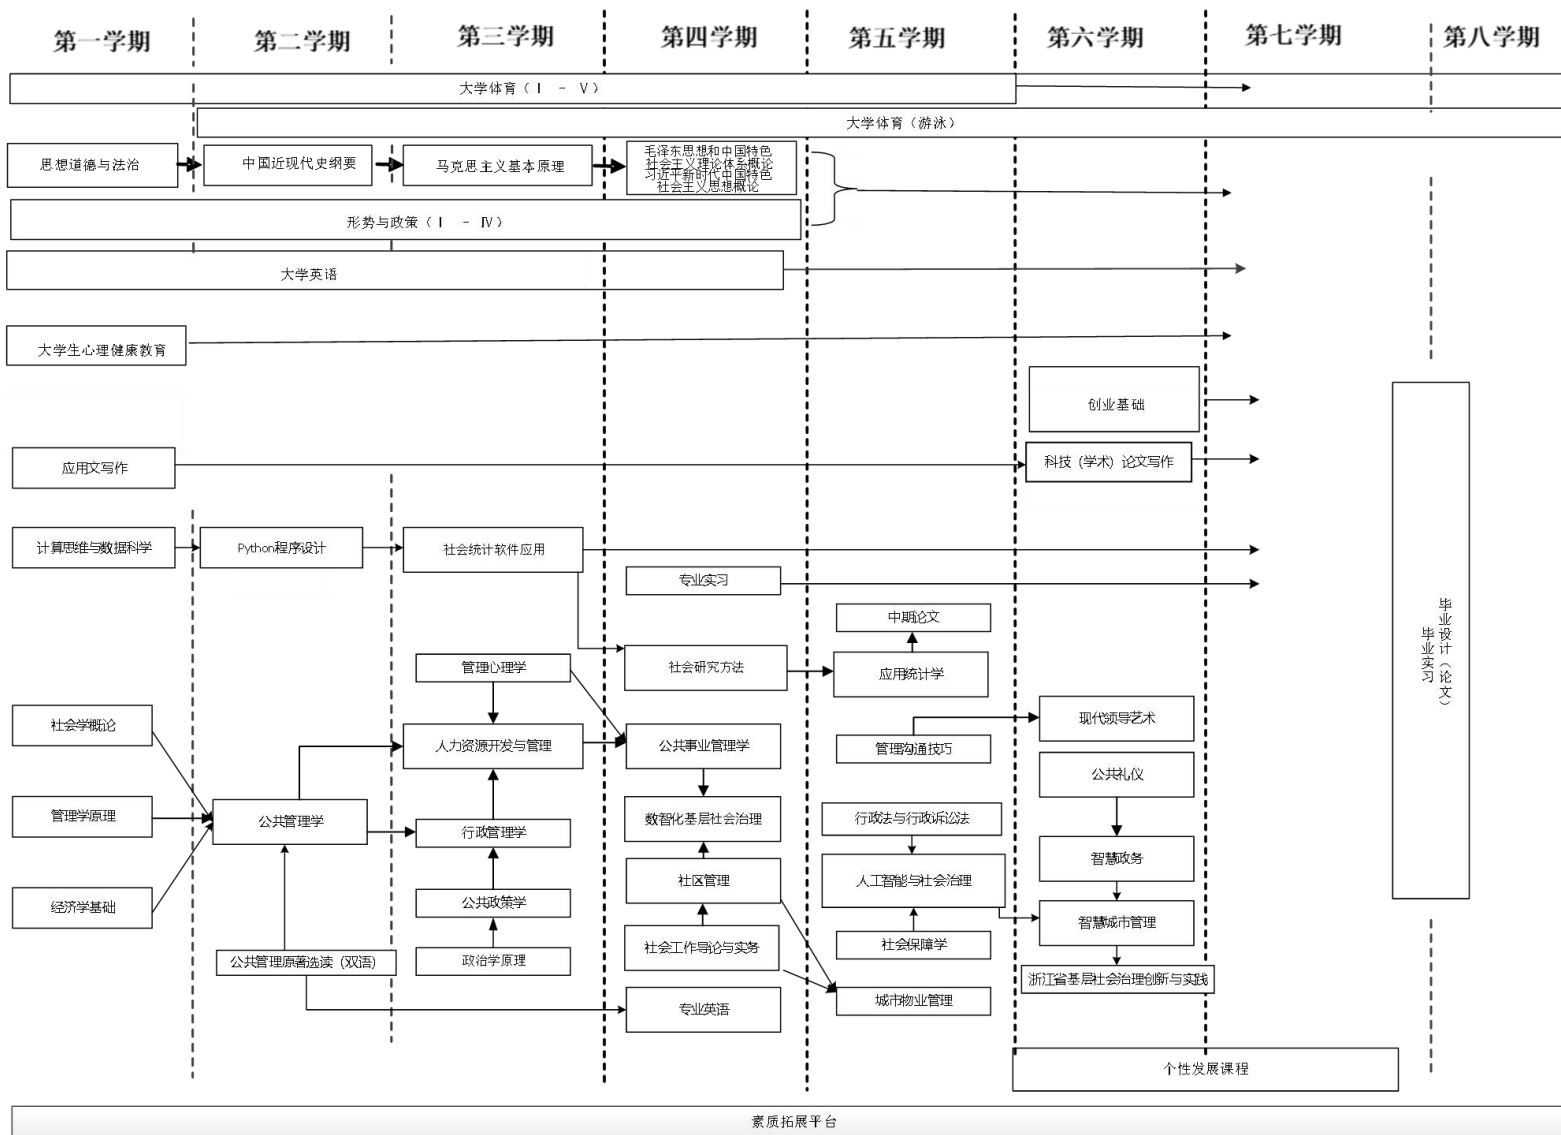 第一学期
第二学期
第三学期
第四学期
第五学期
第六学期
第七学期
第八学期
大学体育（Ⅰ - Ⅴ）
大学体育（游泳）
思想道德与法治
中国近现代史纲要
马克思主义基本原理
毛泽东思想和中国特色
社会主义理论体系概论
习近平新时代中国特色
社会主义思想概论
形势与政策（Ⅰ - Ⅳ）
大学英语
大学生心理健康教育
创业基础
应用文写作
科技（学术）论文写作
计算思维与数据科学
Python程序设计
社会统计软件应用
专业实习
中期论文
管理心理学
社会研究方法
应用统计学
社会学概论
人力资源开发与管理
公共事业管理学
管理沟通技巧
现代领导艺术
公共礼仪
管理学原理
公共管理学
行政管理学
数智化基层社会治理
行政法与行政诉讼法
智慧政务
经济学基础
公共政策学
社区管理
人工智能与社会治理
智慧城市管理
公共管理原著选读（双语）
政治学原理
社会工作导论与实务
社会保障学
浙江省基层社会治理创新与实践
专业英语
城市物业管理
毕业设计（论文）
毕业实习
个性发展课程
素质拓展平台